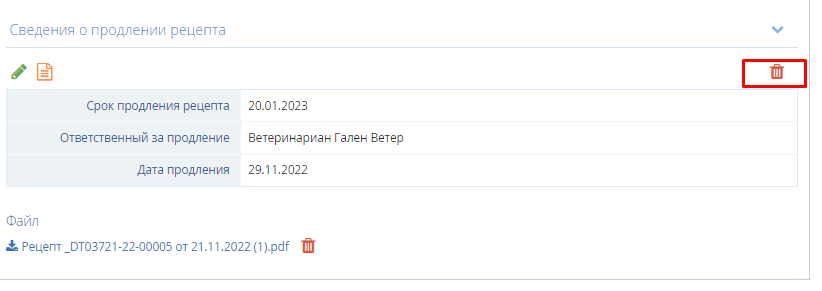 Сведения о продлении рецепта
Срок продления рецепта 20.01.2023
Ответственный за продление Ветеринариан Гален Ветер
Дата продления 29.11.2022
Файл
Рецепт _DT03721-22-00005 от 21.11.2022 (1).pdf